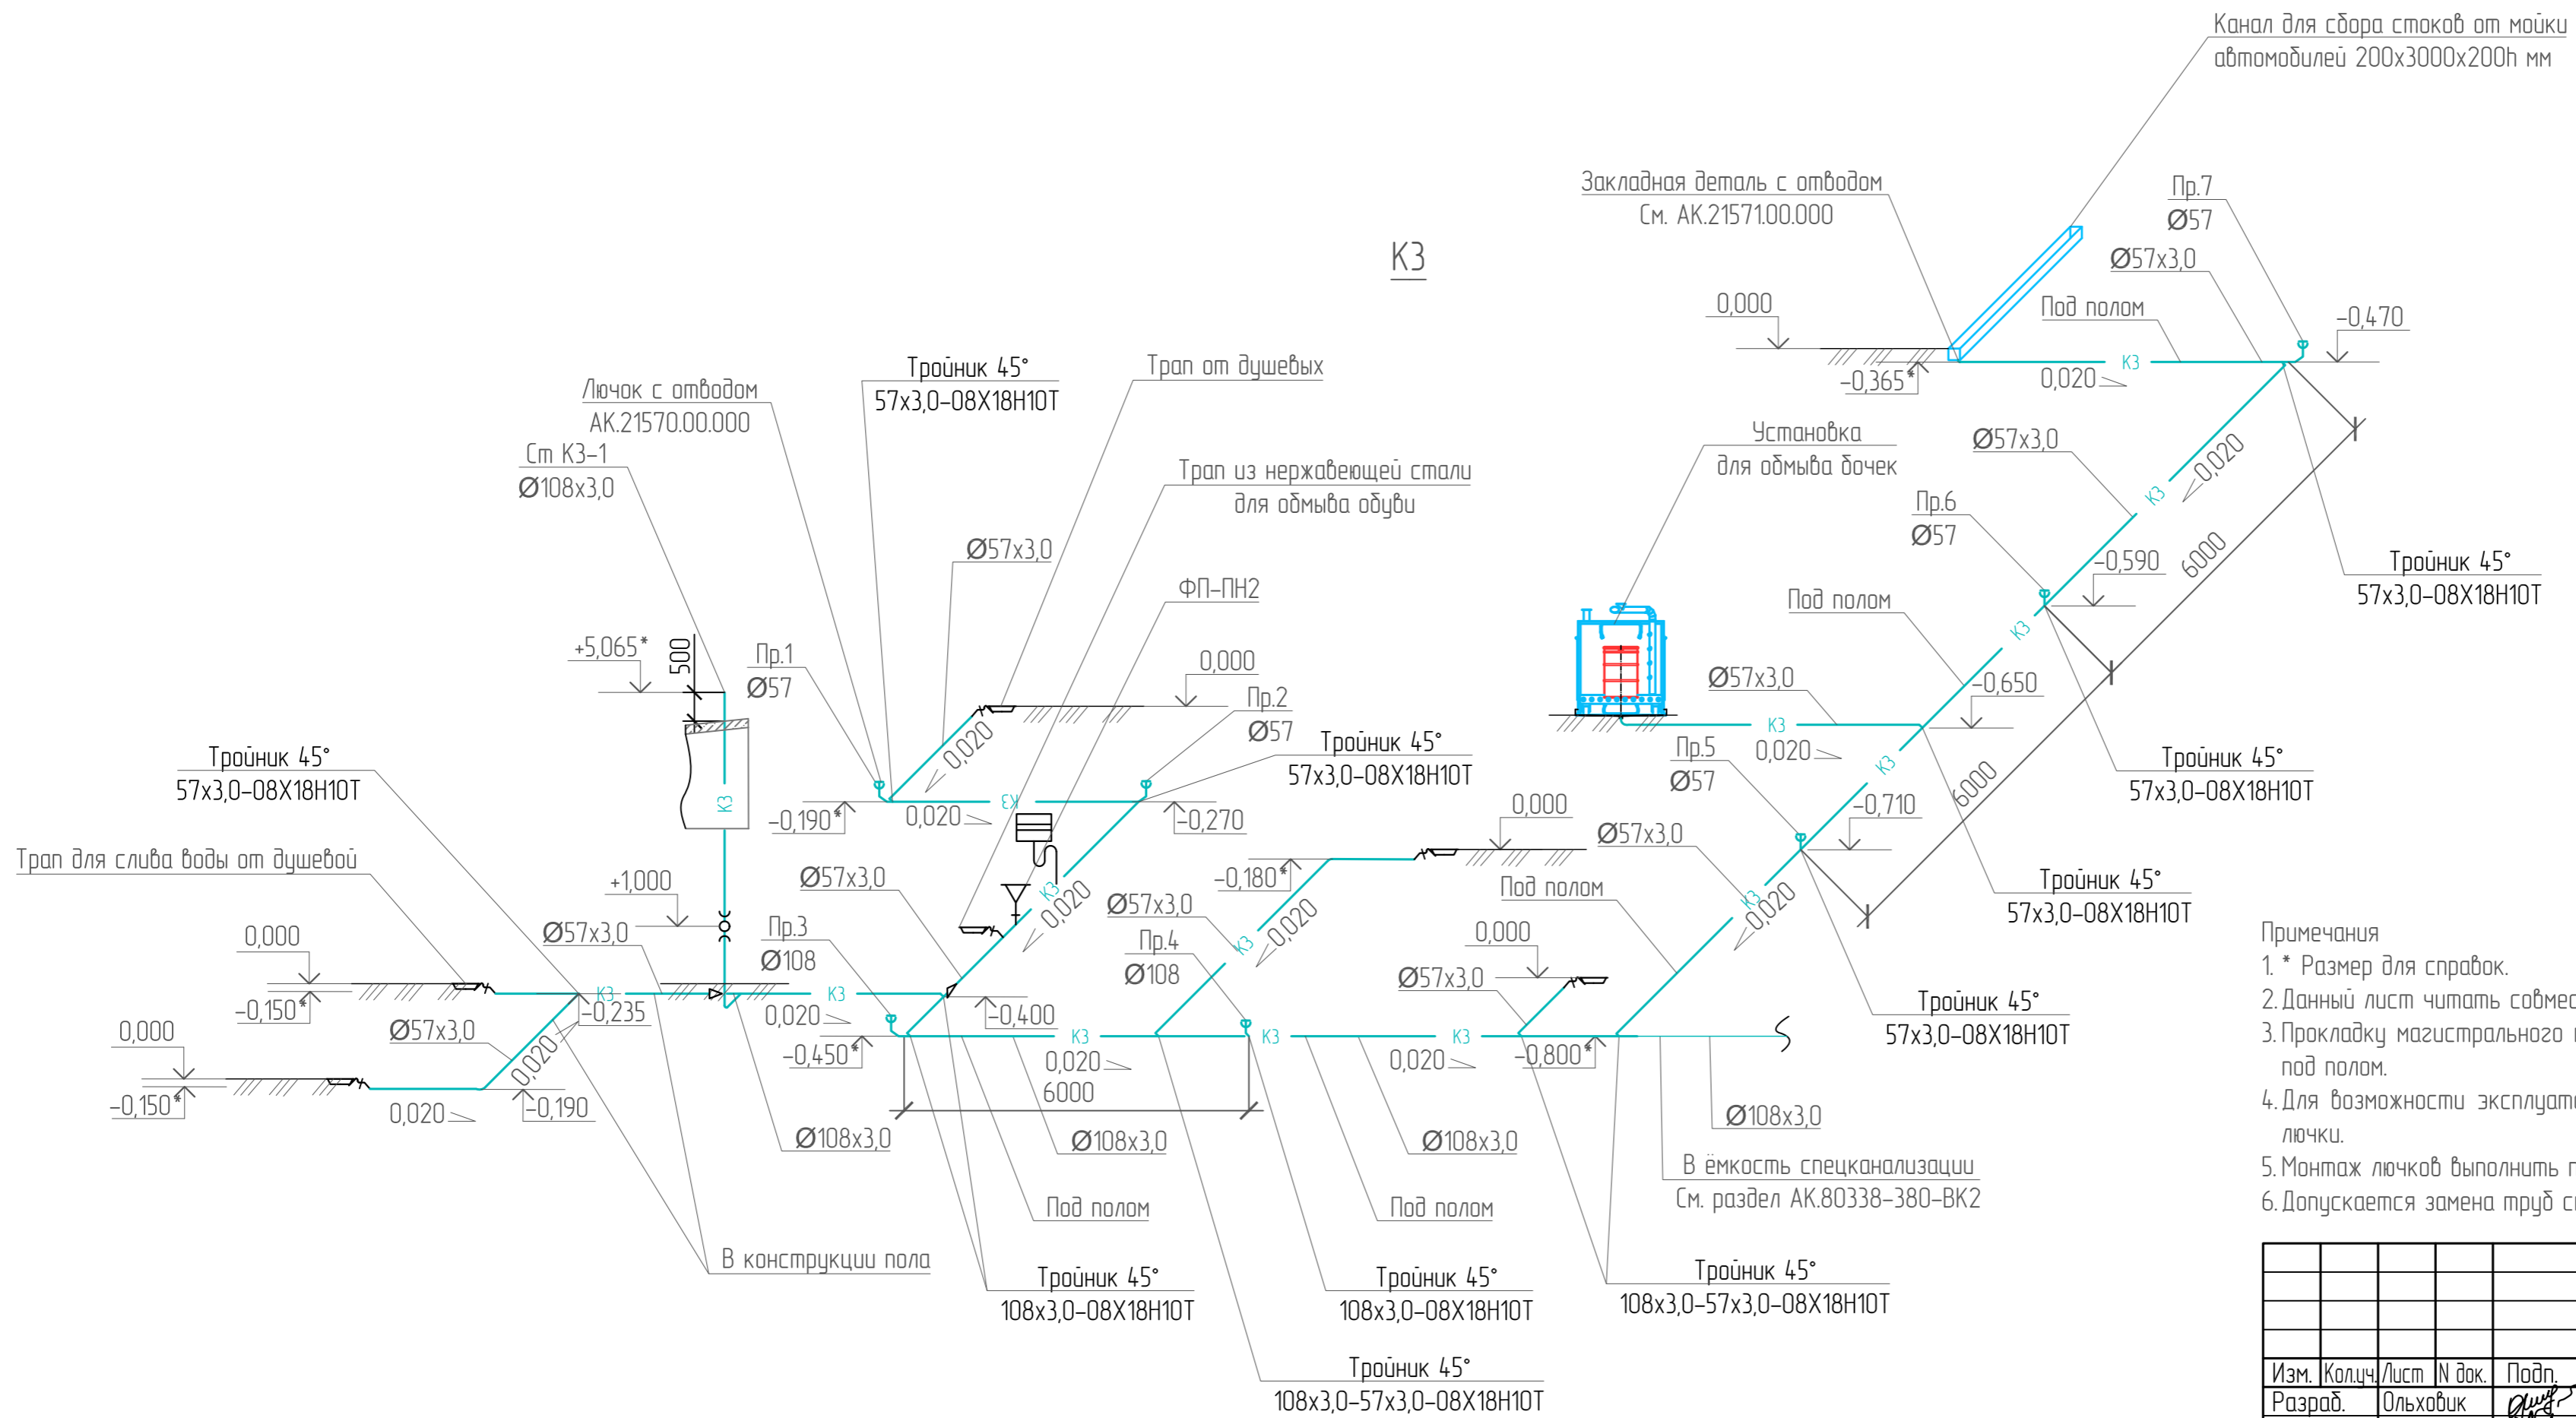 Канал для сбора стоков от мойки
автомобилей 200х3000х200h мм
Закладная деталь с отводом
См. АК.21571.00.000
Пр.7
Ø57
К3
Ø57х3,0
0,000
Под полом
-0,470
К3
-0,365*
0,020
Тройник 45°
57х3,0-08Х18Н10Т
Трап от душевых
Лючок с отводом
АК.21570.00.000
Установка
для обмыва бочек
Ø57х3,0
0,020
К3
Ст К3-1
Ø108х3,0
Трап из нержавеющей стали
для обмыва обуви
Пр.6
Ø57
Ø57х3,0
6000
-0,590
Тройник 45°
57х3,0-08Х18Н10Т
ФП-ПН2
Под полом
К3
+5,065*
500
Пр.1
Ø57
0,000
Пр.2
Ø57
Ø57х3,0
-0,650
0,020
К3
0,020
Тройник 45°
57х3,0-08Х18Н10Т
Тройник 45°
57х3,0-08Х18Н10Т
Пр.5
Ø57
К3
6000
Тройник 45°
57х3,0-08Х18Н10Т
К3
-0,190*
0,020
К3
-0,270
0,000
-0,710
Ø57х3,0
Трап для слива воды от душевой
+1,000
Ø57х3,0
К3
0,020
-0,180*
Ø57х3,0
Под полом
К3
0,020
Тройник 45°
57х3,0-08Х18Н10Т
0,000
Ø57х3,0
Пр.3
Ø108
К3
0,020
Пр.4
Ø108
0,000
Ø57х3,0
Примечания
1. * Размер для справок.
2. Данный лист читать
3. Прокладку магистрального
под полом.
4. Для возможности
лючки.
5. Монтаж лючков выполнить
6. Допускается замена труб
-0,150*
К3
-0,235
К3
0,020
-0,400
Тройник 45°
57х3,0-08Х18Н10Т
0,000
Ø57х3,0
0,020
-0,450*
К3
0,020
К3
0,020
К3
-0,800*
-0,150*
0,020
-0,190
6000
Ø108х3,0
Ø108х3,0
Ø108х3,0
Ø108х3,0
В ёмкость спецканализации
См. раздел АК.80338-380-ВК2
Под полом
Под полом
В конструкции пола
Тройник 45°
108х3,0-08Х18Н10Т
Тройник 45°
108х3,0-08Х18Н10Т
Тройник 45°
108х3,0-57х3,0-08Х18Н10Т
Тройник 45°
108х3,0-57х3,0-08Х18Н10Т
Изм. Кол.уч. Лист N док. Подп.
Разраб. Ольховик